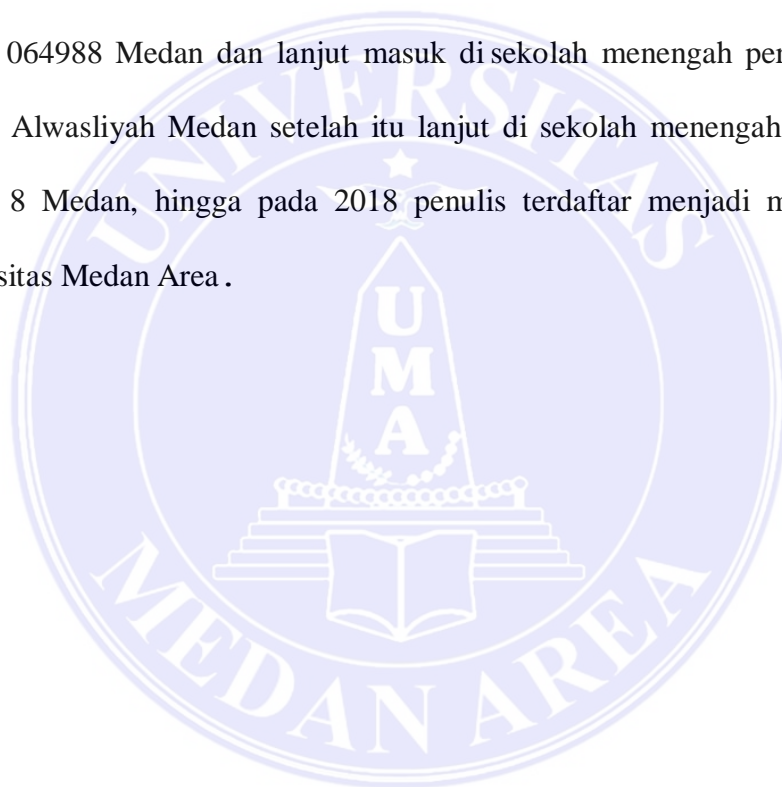 064988 Medan dan lanjut masuk di sekolah menengah per
Alwasliyah Medan setelah itu lanjut di sekolah menengah
8 Medan, hingga pada 2018 penulis terdaftar menjadi m
sitas Medan Area.
UNIVERSITAS
U
M
A
MEDAN AREA